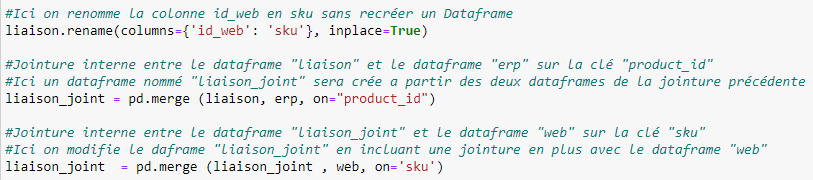 #Ici on renomme la colonne id_web en sku sans recréer un Dataframe
liaison.rename(columns={'id_web': 'sku'}, inplace=True)
#Jointure interne entre le dataframe "liaison" et le dataframe "erp" sur la clé "product_id"
#Ici un dataframe nommé "liaison_joint" sera crée a partir des deux dataframes de la jointure précédente
liaison_joint = pd.merge (liaison, erp, on="product_id")
#Jointure interne entre le dataframe "liaison_joint" et le dataframe "web" sur la clé "sku"
#Ici on modifie le daframe "liaison_joint" en incluant une jointure en plus avec le dataframe "web"
liaison_joint  = pd.merge (liaison_joint , web, on='sku')